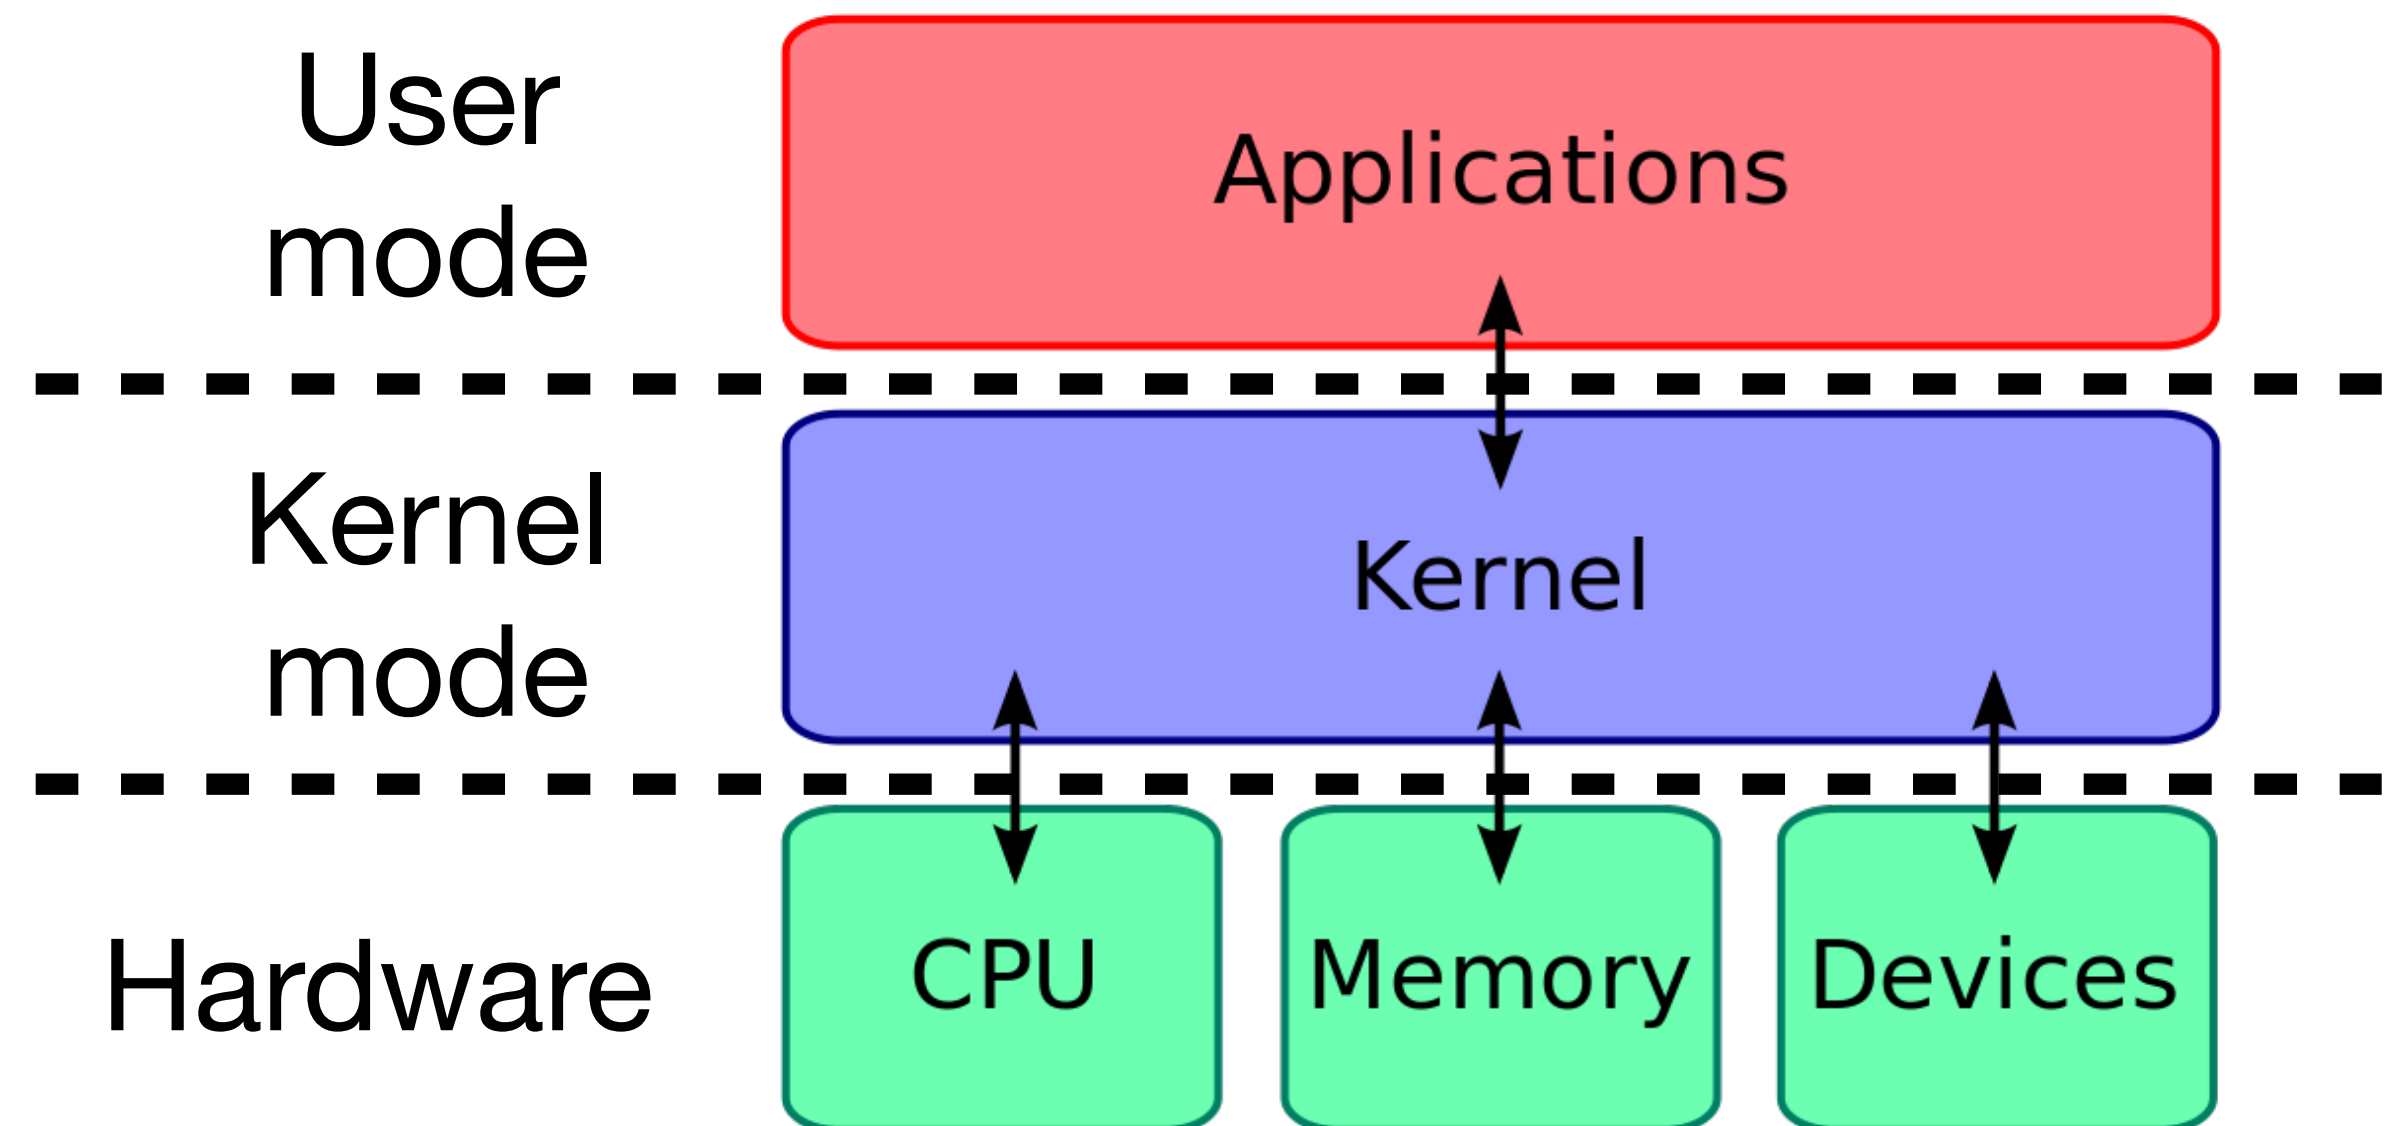 User
mode
Applications
Kernel
mode
Kernel
Hardware
CPU
Memory
Devices